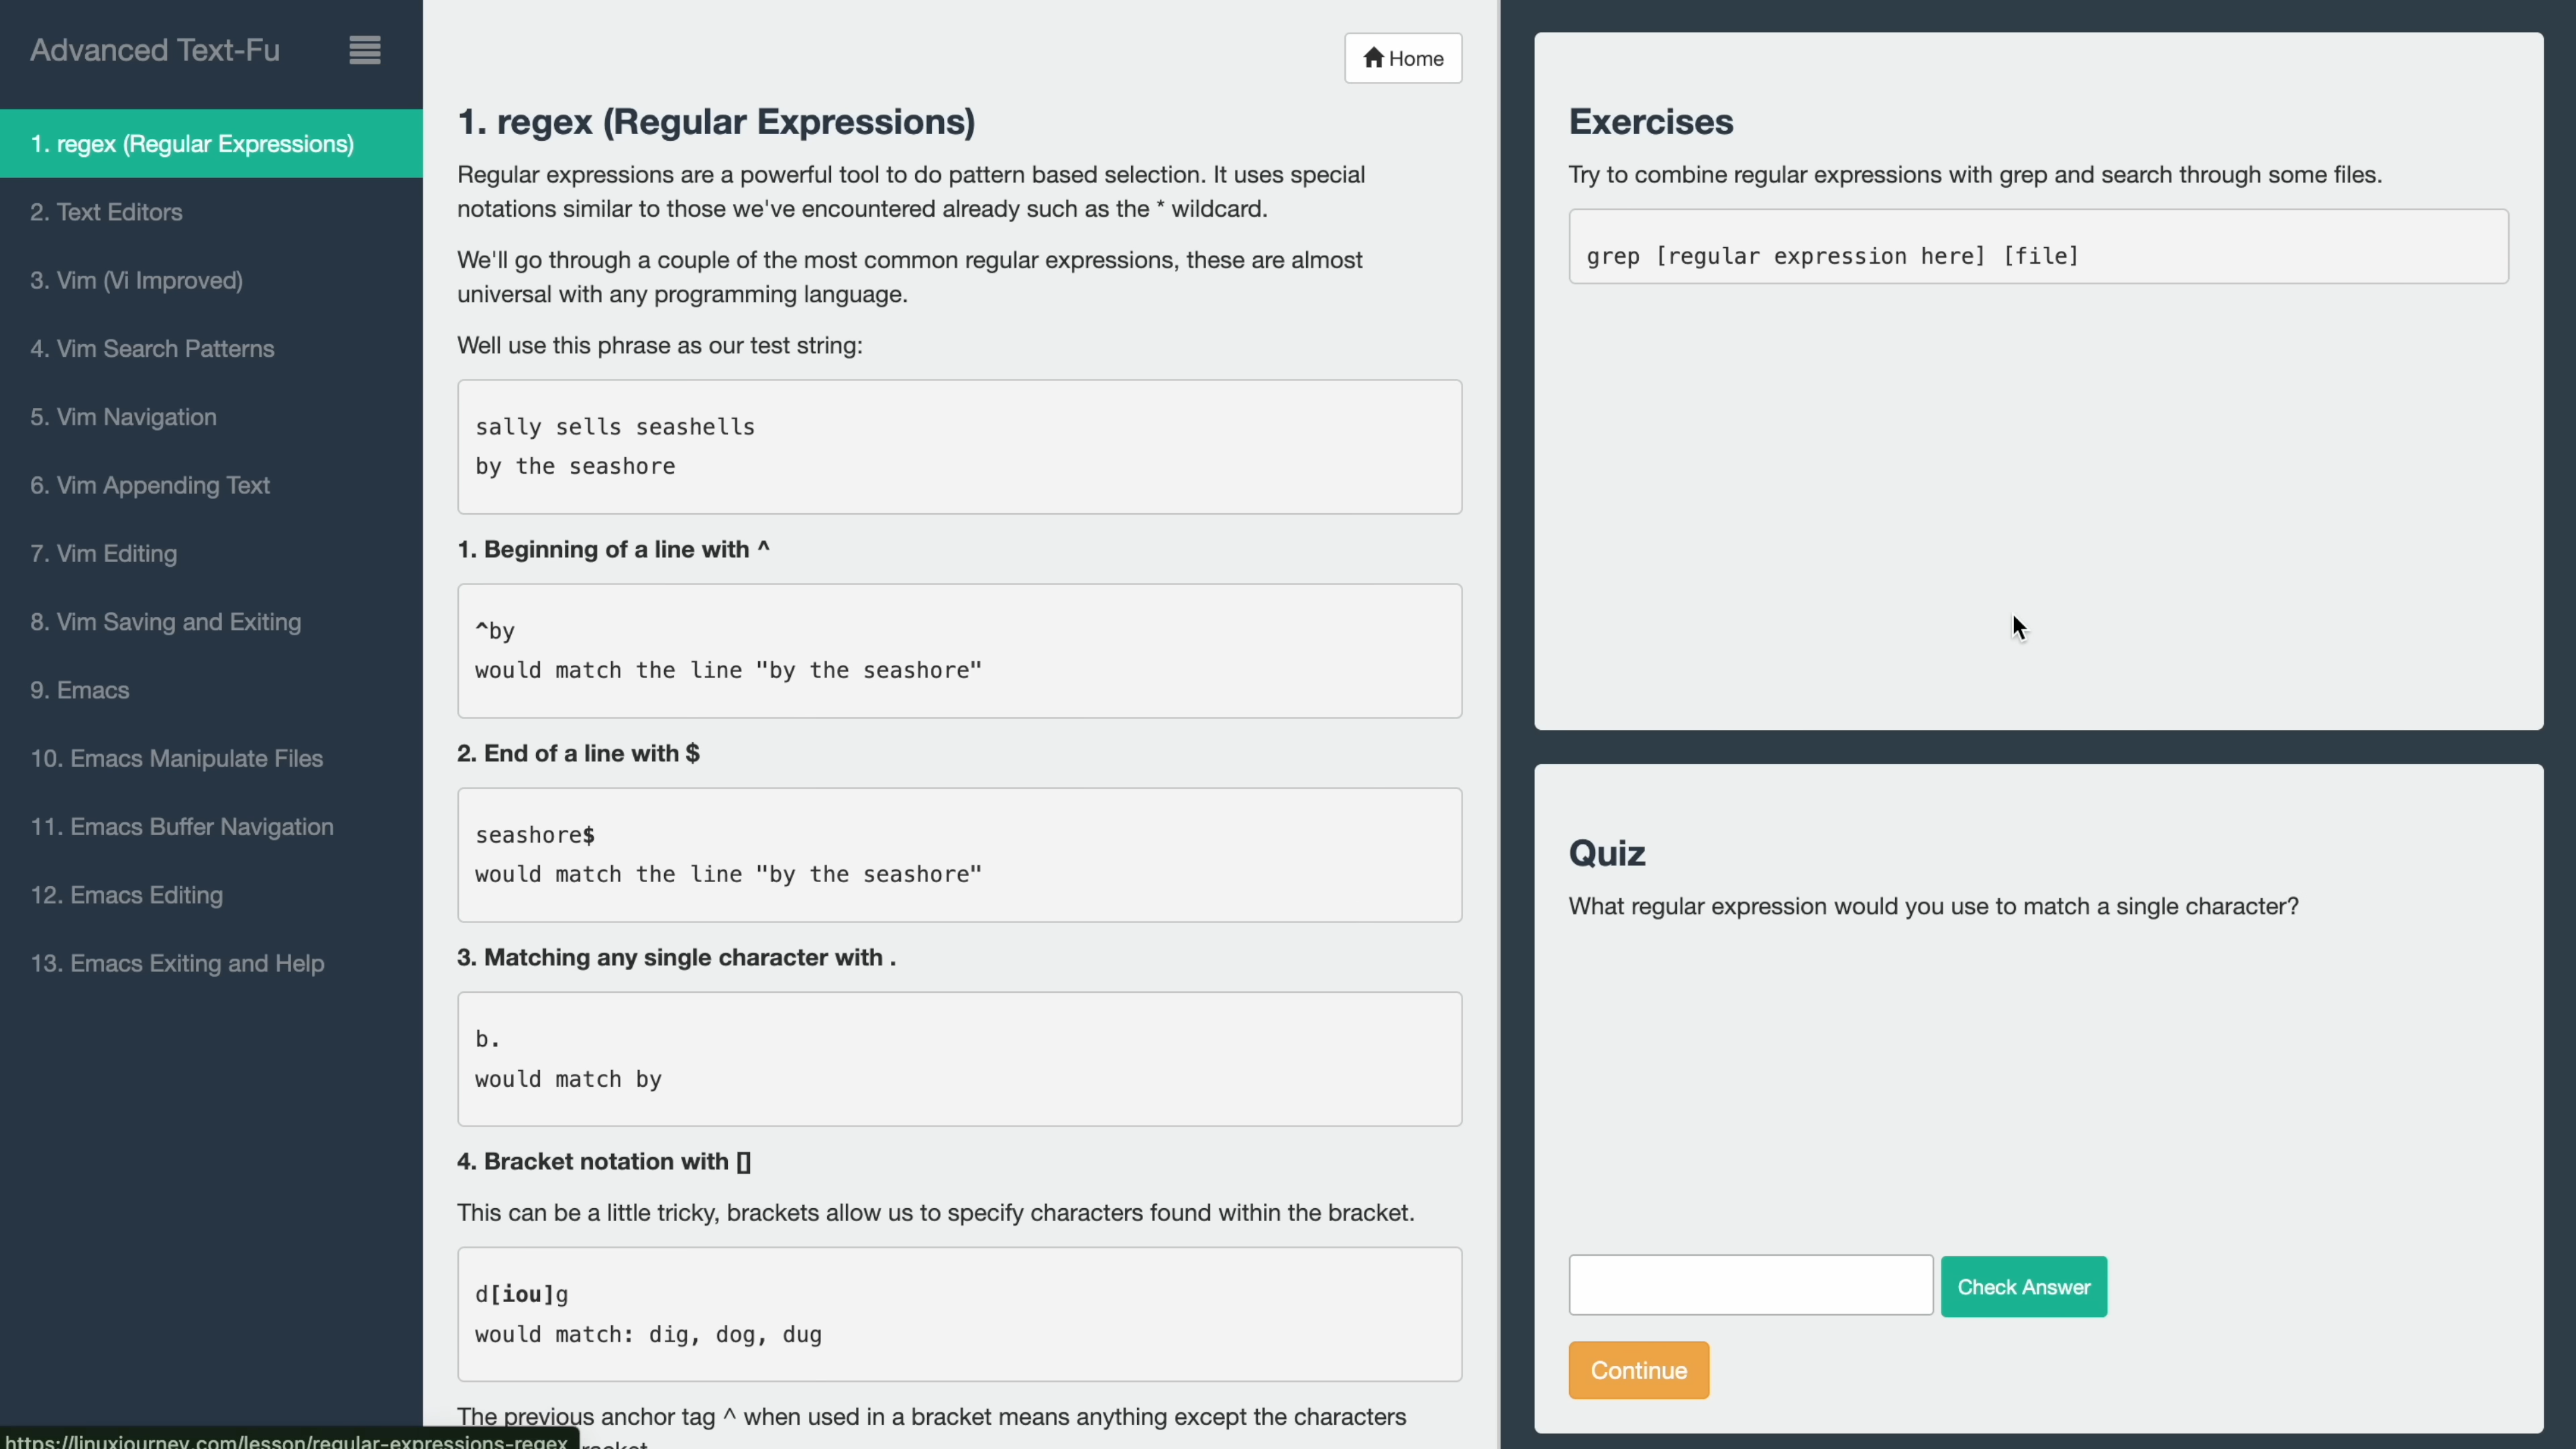 Advanced Text-Fu
1. regex (Regular Expressions)
2. Text Editors
3. Vim (Vi Improved)
4. Vim Search Patterns
5. Vim Navigation
6. Vim Appending Text
7. Vim Editing
8. Vim Saving and Exiting
9. Emacs
10. Emacs Manipulate Files
11. Emacs Buffer Navigation
12. Emacs Editing
13. Emacs Exiting and Help
Home
1. regex (Regular Expressions)
Regular expressions are a powerful tool to do pattern based selection. It uses special
notations similar to those we've encountered already such as the * wildcard.
We'll go through a couple of the most common regular expressions, these are almost
universal with any programming language.
Well use this phrase as our test string:
sally sells seashells
by the seashore
1. Beginning of a line with ^
^by
would match the line "by the seashore"
2. End of a line with $
seashore$
would match the line "by the seashore"
3. Matching any single character with .
b.
would match by
4. Bracket notation with []
This can be a little tricky, brackets allow us to specify characters found within the bracket.
d[iou]g
would match: dig, dog, dug
The previous anchor tag ^ when used in a bracket means anything except the characters
https://linuxjourney.com/lesson/regular-expressions-regex
Exercises
Try to combine regular expressions with grep and search through some files.
grep [regular expression here] [file]
Quiz
What regular expression would you use to match a single character?
Check Answer
Continue